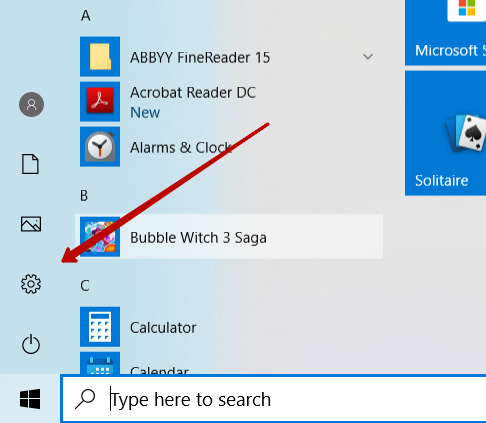 A
ABBYY FineReader 15
Acrobat Reader DC
New
Alarms & Clock
B
Bubble Witch 3 Saga
C
Calculator
Calendar
Microsoft S
Solitaire
Type here to search